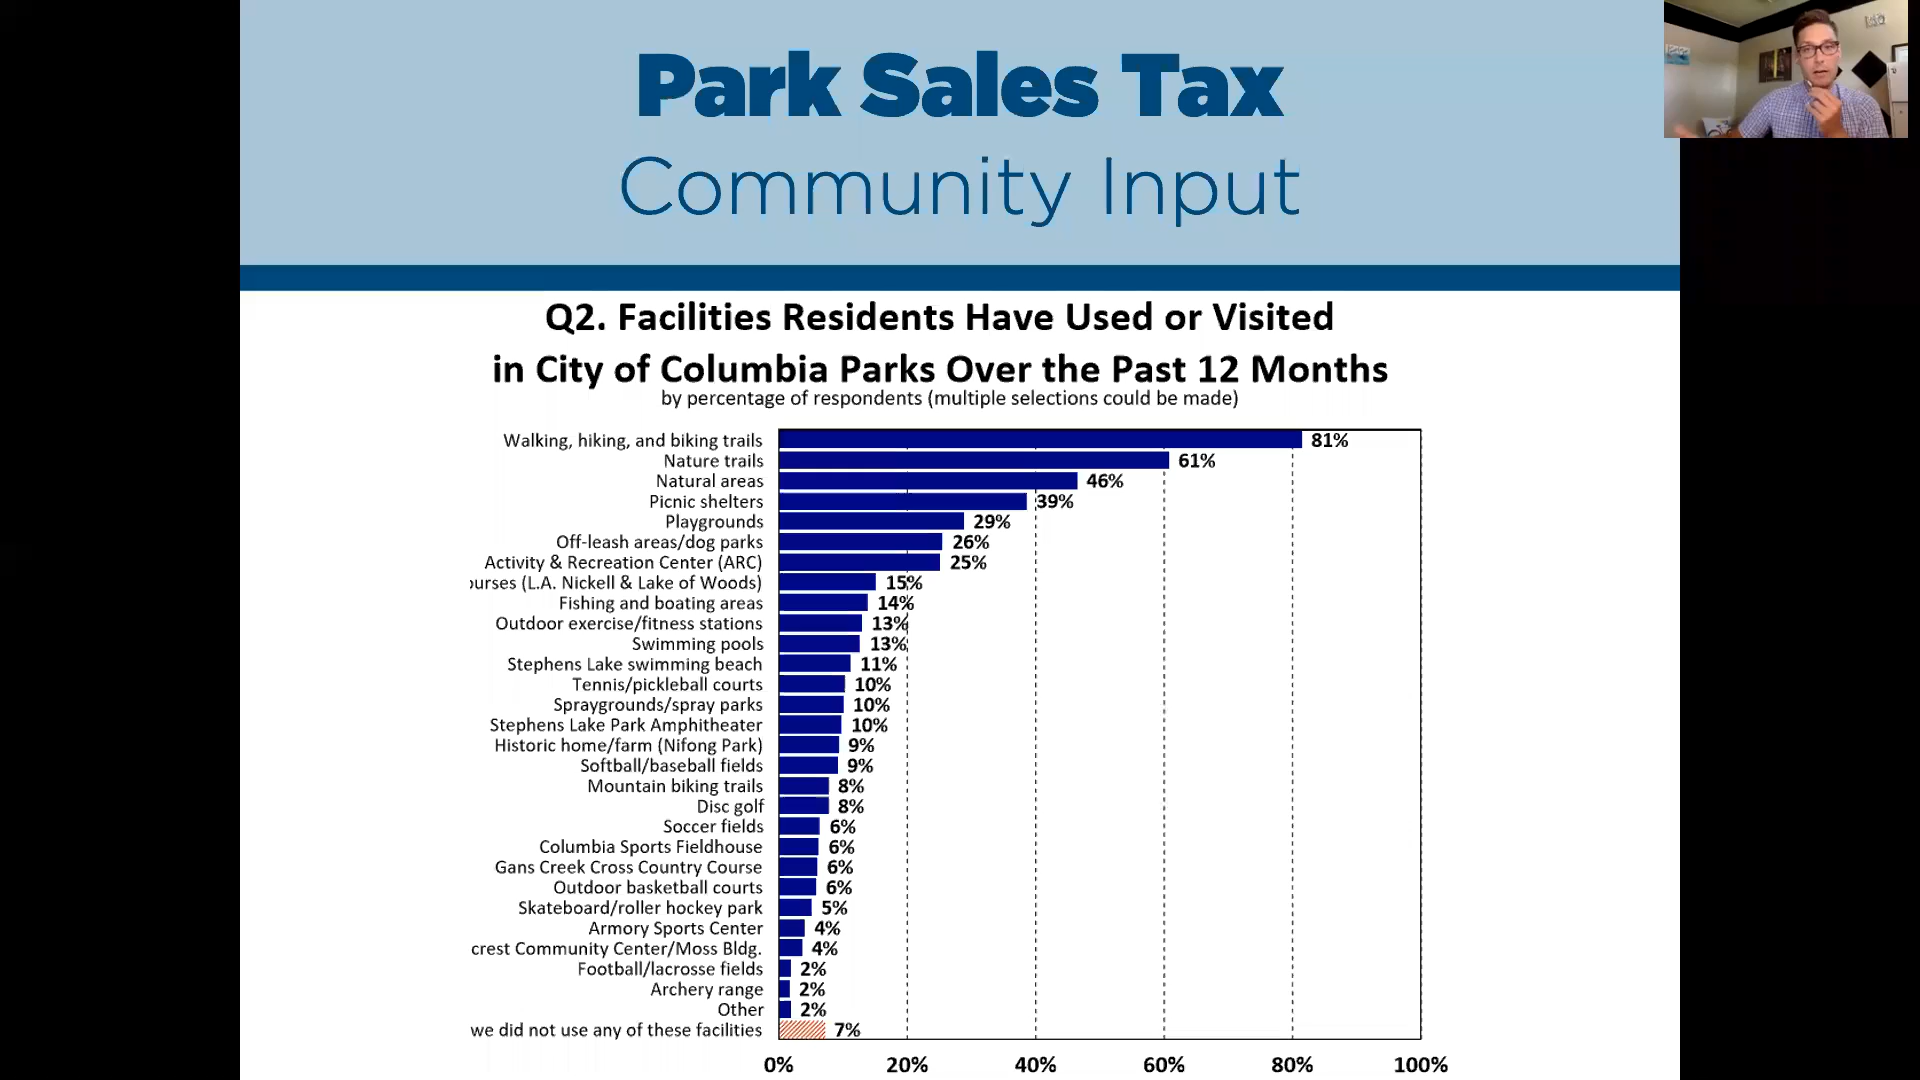 Park Sales Tax
Community Input
Q2. Facilities Residents Have Used or Visited
in City of Columbia Parks Over the Past 12 Months
by percentage of respondents (multiple selections could be made)
Walking, hiking, and biking trails 81%
Nature trails 61%
Natural areas 46%
Picnic shelters 39%
Playgrounds 29%
Off-leash areas/dog parks 26%
Activity & Recreation Center (ARC) 25%
ourses (L.A. Nickell & Lake of Woods) 15%
Fishing and boating areas 14%
Outdoor exercise/fitness stations 13%
Swimming pools 13%
Stephens Lake swimming beach 11%
Tennis/pickleball courts 10%
Spraygrounds/spray parks 10%
Stephens Lake Park Amphitheater 10%
Historic home/farm (Nifong Park) 9%
Softball/baseball fields 9%
Mountain biking trails 8%
Disc golf 8%
Soccer fields 6%
Columbia Sports Fieldhouse 6%
Gans Creek Cross Country Course 6%
Outdoor basketball courts 6%
Skateboard/roller hockey park 5%
Armory Sports Center 4%
crest Community Center/Moss Bldg. 4%
Football/lacrosse fields 2%
Archery range 2%
Other 2%
we did not use any of these facilities 7%
0% 20% 40% 60% 80% 100%